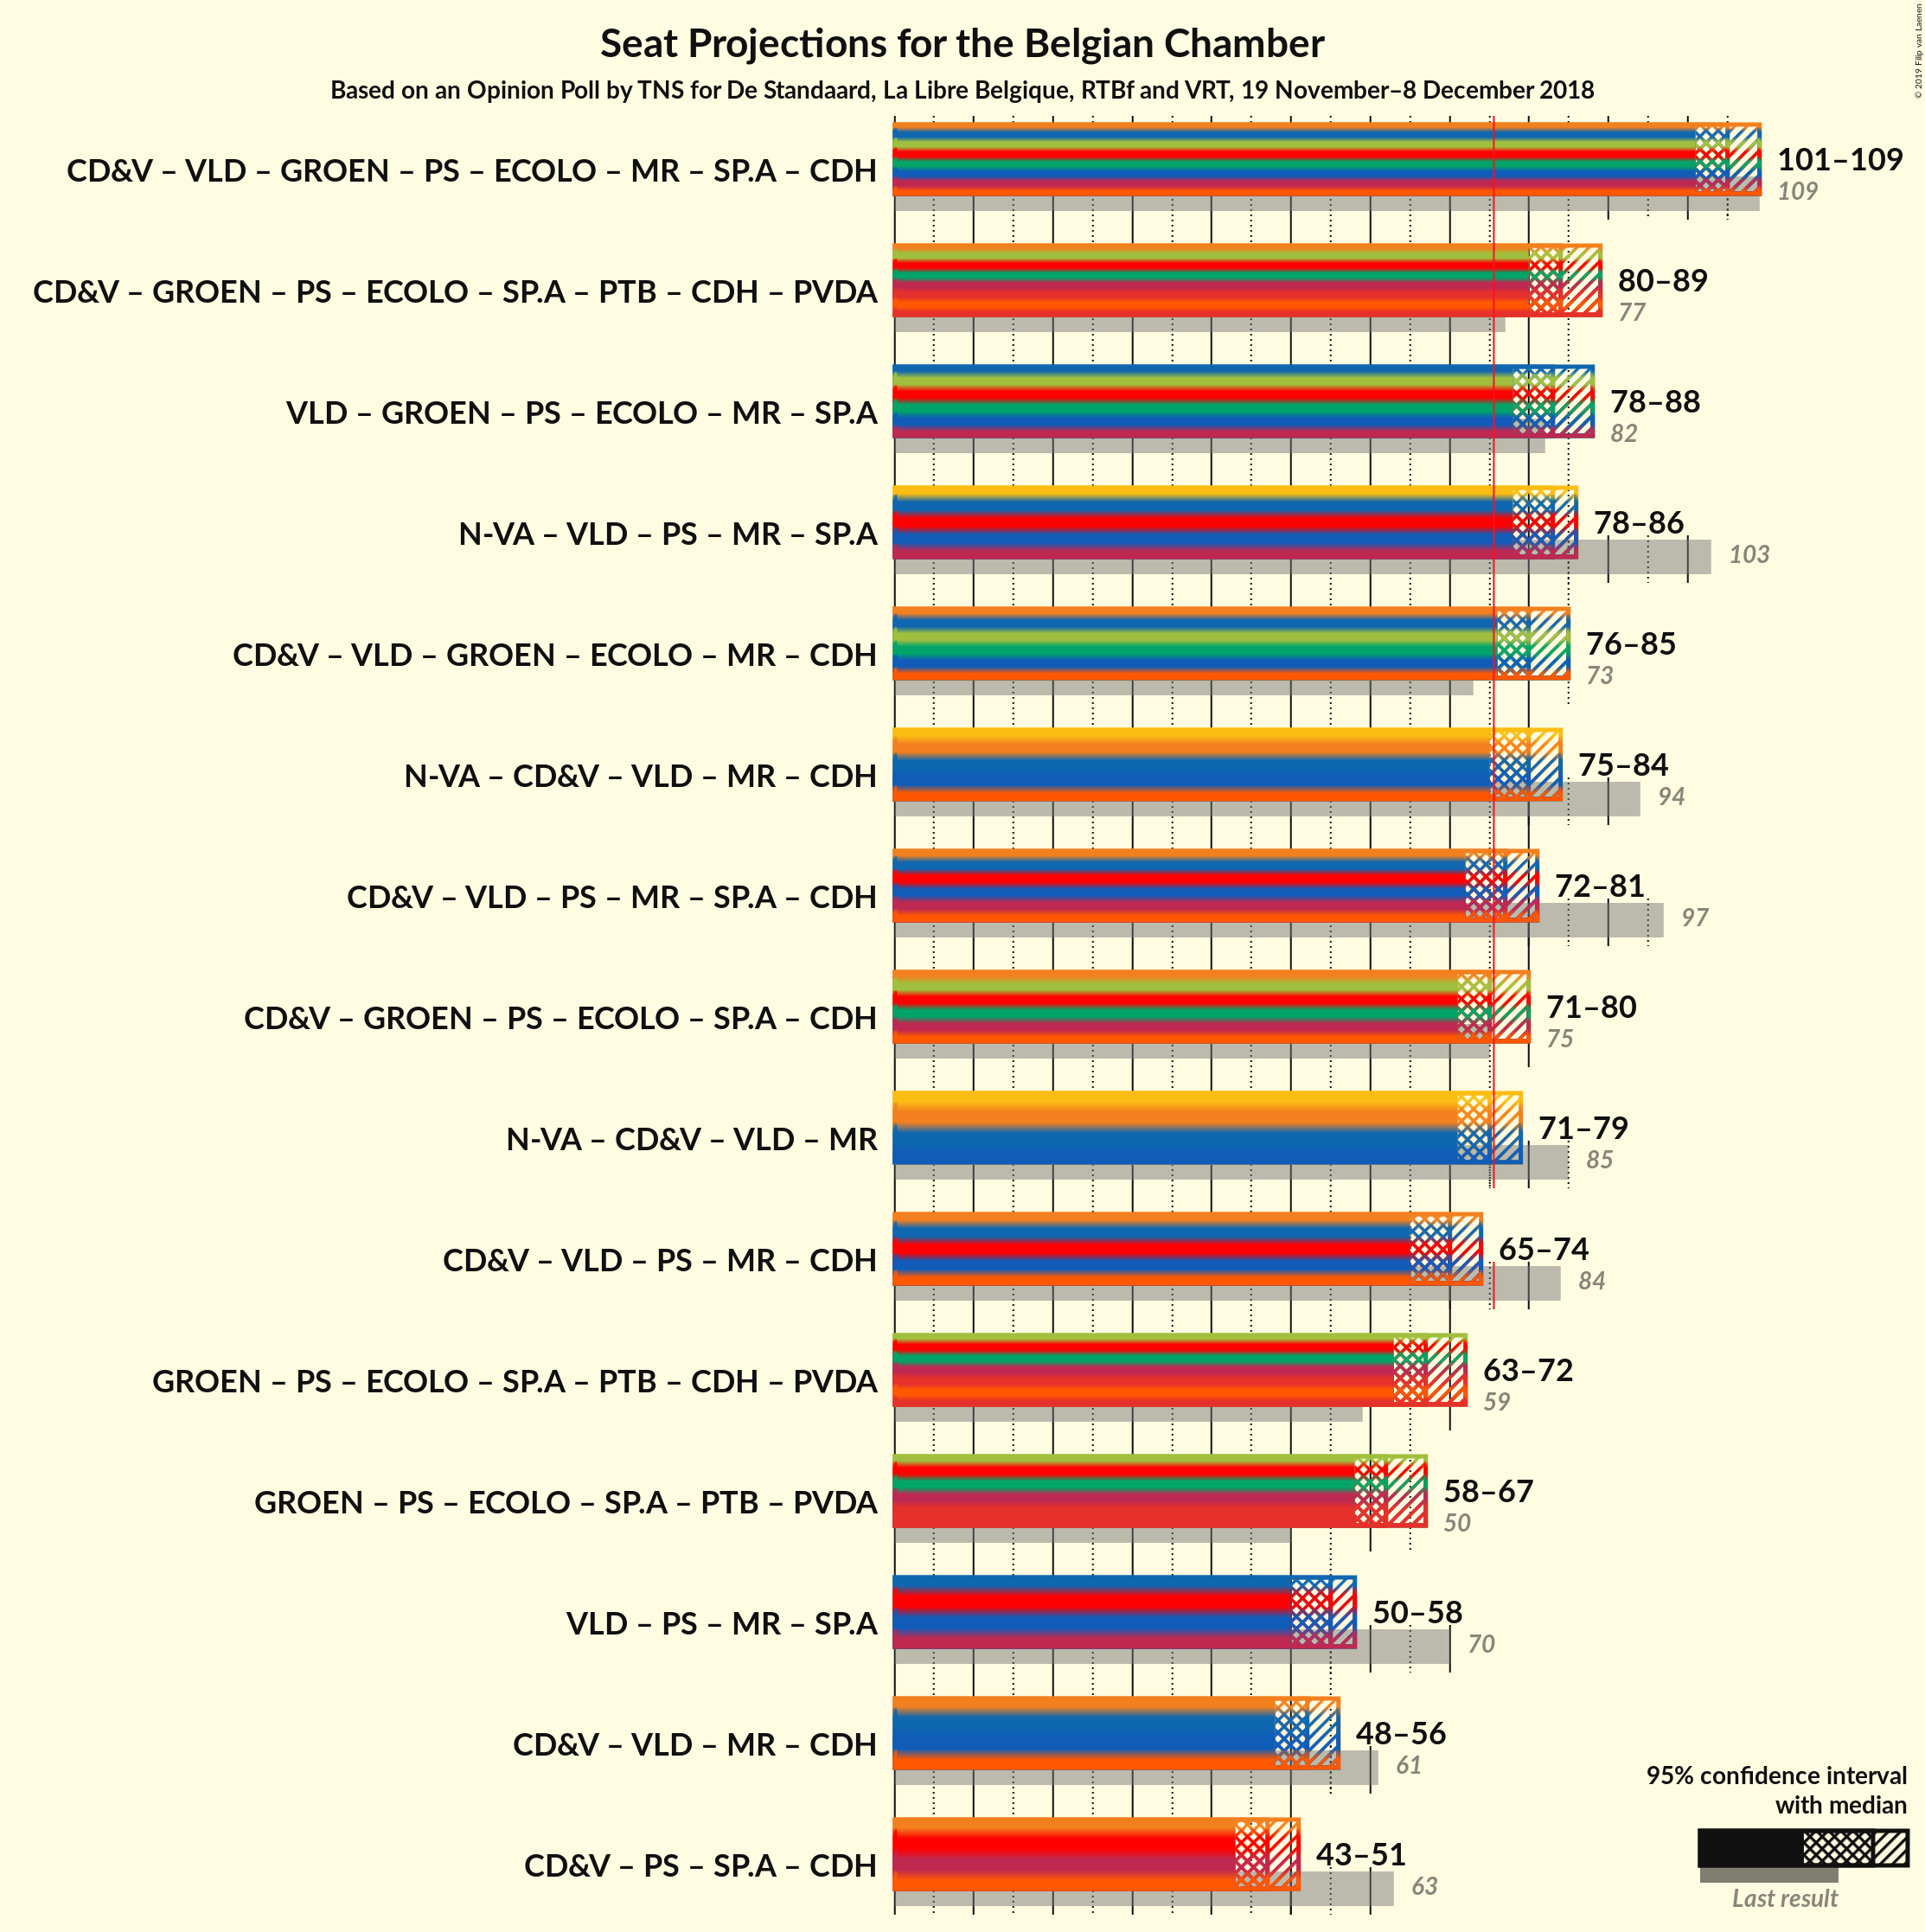 Seat Projections for the Belgian Chamber
Based on an Opinion Poll by TNS for De Standaard, La Libre Belgique, RTBf and VRT, 19 November–8 December 2018
© 2019 Filip van Laenen
CD&V – VLD – GROEN – PS – ECOLO – MR – SP.A – CDH
101–109
109
CD&V – GROEN – PS – ECOLO – SP.A – PTB – CDH – PVDA
80–89
77
VLD – GROEN – PS – ECOLO – MR – SP.A
78–88
82
N-VA – VLD – PS – MR – SP.A
78–86
103
CD&V – VLD – GROEN – ECOLO – MR – CDH
76–85
73
N-VA – CD&V – VLD – MR – CDH
75–84
94
CD&V – VLD – PS – MR – SP.A – CDH
72–81
97
CD&V – GROEN – PS – ECOLO – SP.A – CDH
71–80
75
N-VA – CD&V – VLD – MR
71–79
85
CD&V – VLD – PS – MR – CDH
65–74
84
GROEN – PS – ECOLO – SP.A – PTB – CDH – PVDA
63–72
59
GROEN – PS – ECOLO – SP.A – PTB – PVDA
58–67
50
VLD – PS – MR – SP.A
50–58
70
CD&V – VLD – MR – CDH
48–56
61
CD&V – PS – SP.A – CDH
43–51
63
95% confidence interval
with median
Last result